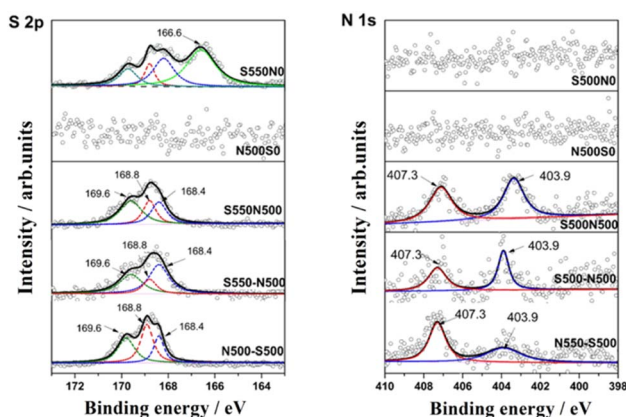 S 2p
166.6
S550N0
N500S0
168.8
169.6
168.4
S550N500
168.8
169.6
168.4
S550-N500
168.8
169.6
168.4
N500-S500
172 170 168 166 164
Binding energy / eV
Intensity / arb.units
N 1s
S500N0
N500S0
407.3
403.9
S500N500
407.3
403.9
S500-N500
407.3
403.9
N550-S500
410 408 406 404 402 400 398
Binding energy / eV
Intensity / arb.units